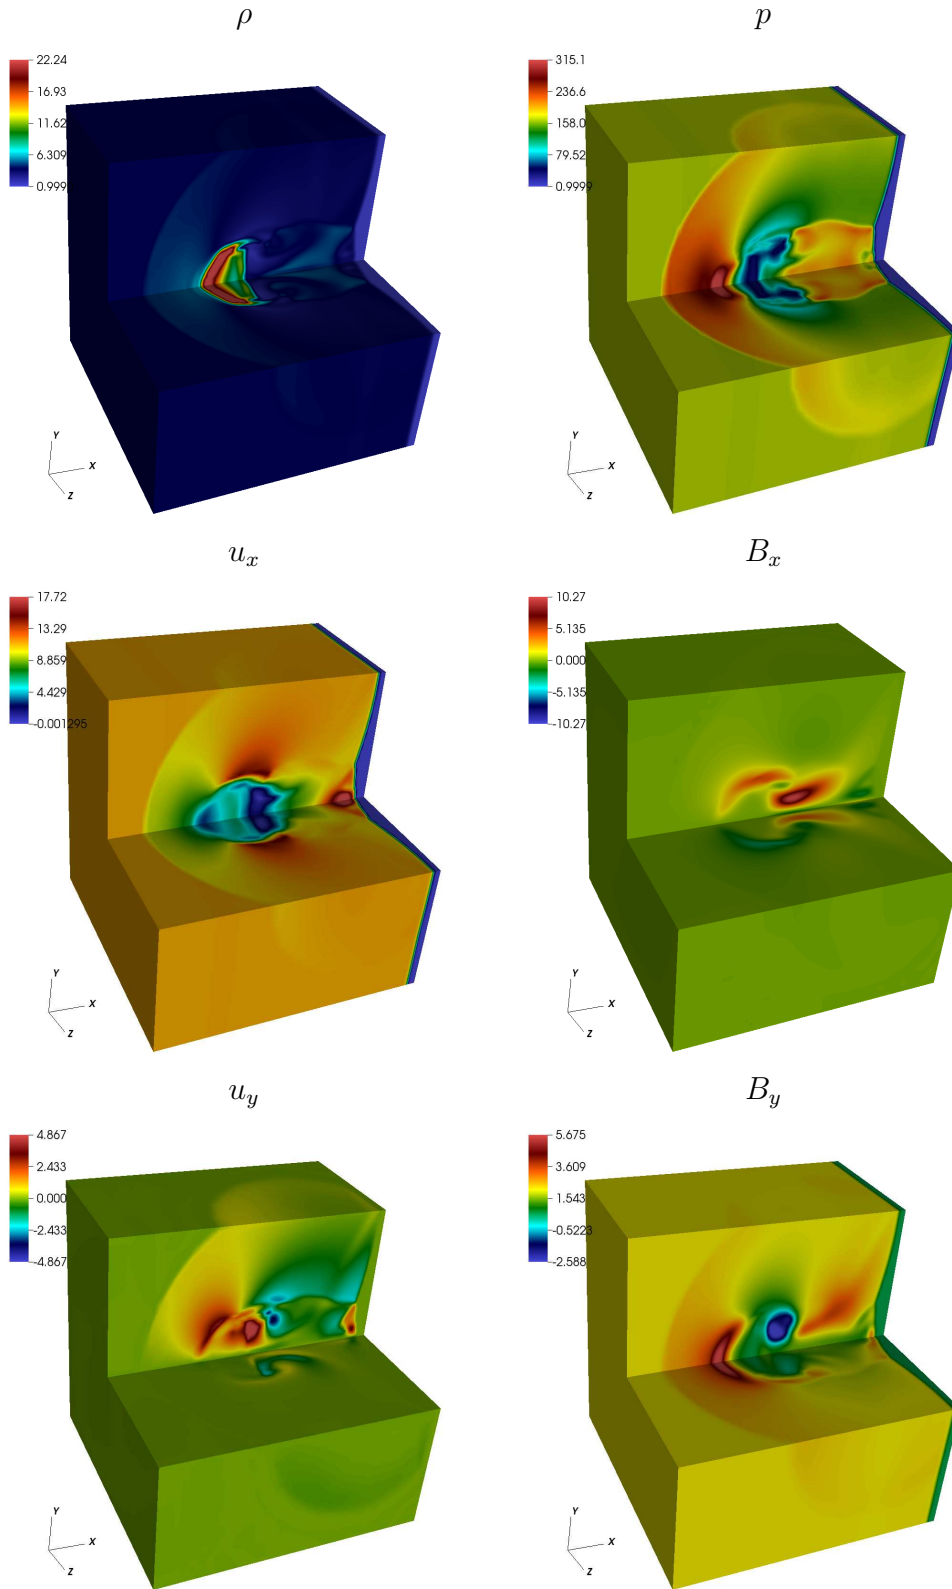 ρ
p
22.24
16.93
11.62
6.309
0.999
Y
X
Z
315.1
236.6
158.0
79.52
0.9999
Y
X
Z
u_x
B_x
17.72
13.29
8.859
4.429
-0.001295
Y
X
Z
10.27
5.135
0.000
-5.135
-10.27
Y
X
Z
u_y
B_y
4.867
2.433
0.000
-2.433
-4.867
Y
X
Z
5.675
3.609
1.543
-0.5223
-2.588
Y
X
Z